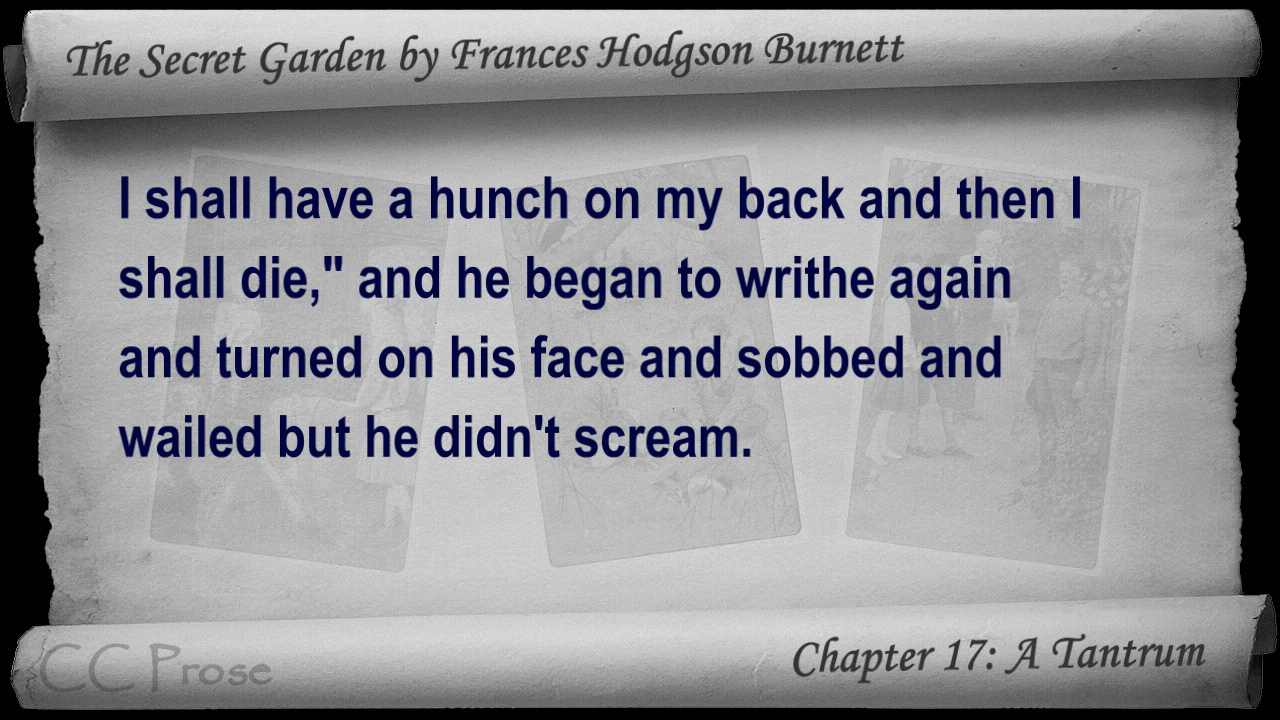 The Secret Garden by Frances Hodgson Burnett
I shall have a hunch on my back and then I
shall die," and he began to writhe again
and turned on his face and sobbed and
wailed but he didn't scream.
CC Prose
Chapter 17: A Tantrum